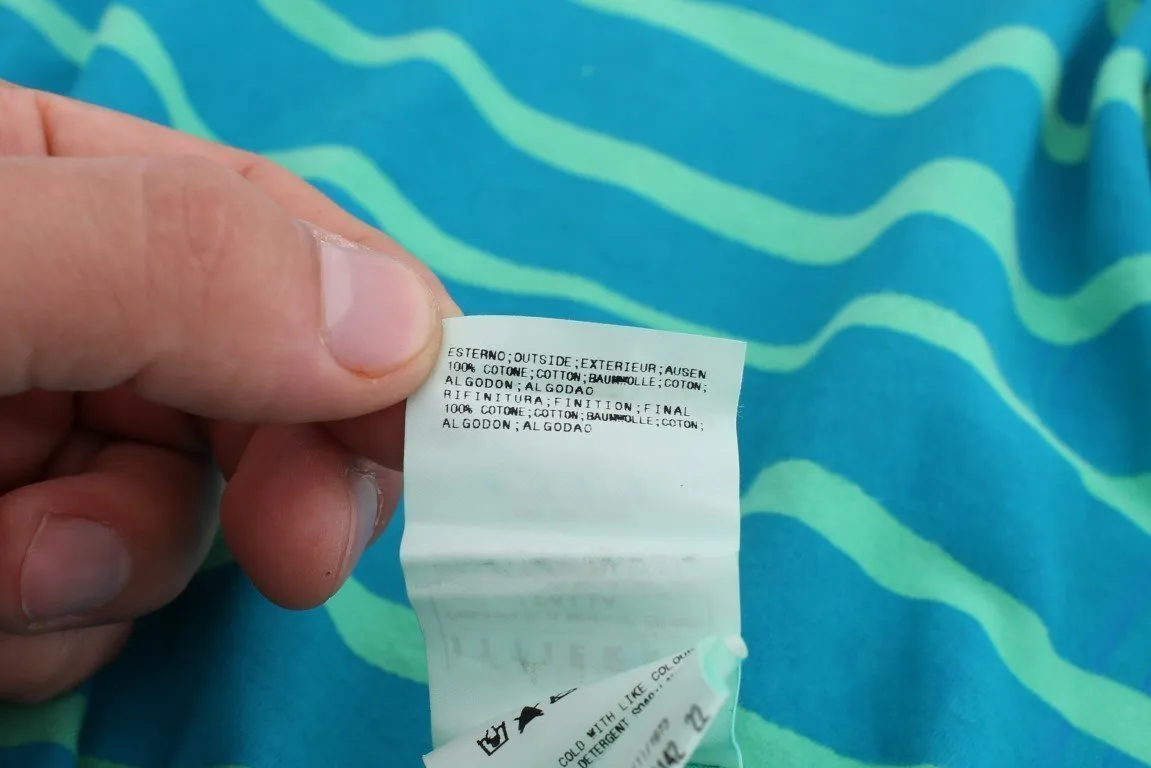 ESTERNO;OUTSIDE;EXTERIEUR;AUSEN
100% COTONE;COTTON;BAUMWOLLE;COTON;
ALGODON;ALGODAO
RIFINITURA;FINITION;FINAL
100% COTONE;COTTON;BAUMWOLLE;COTON;
ALGODON;ALGODAO
COLD WITH LIKE COLOUR
DETERGENT
22